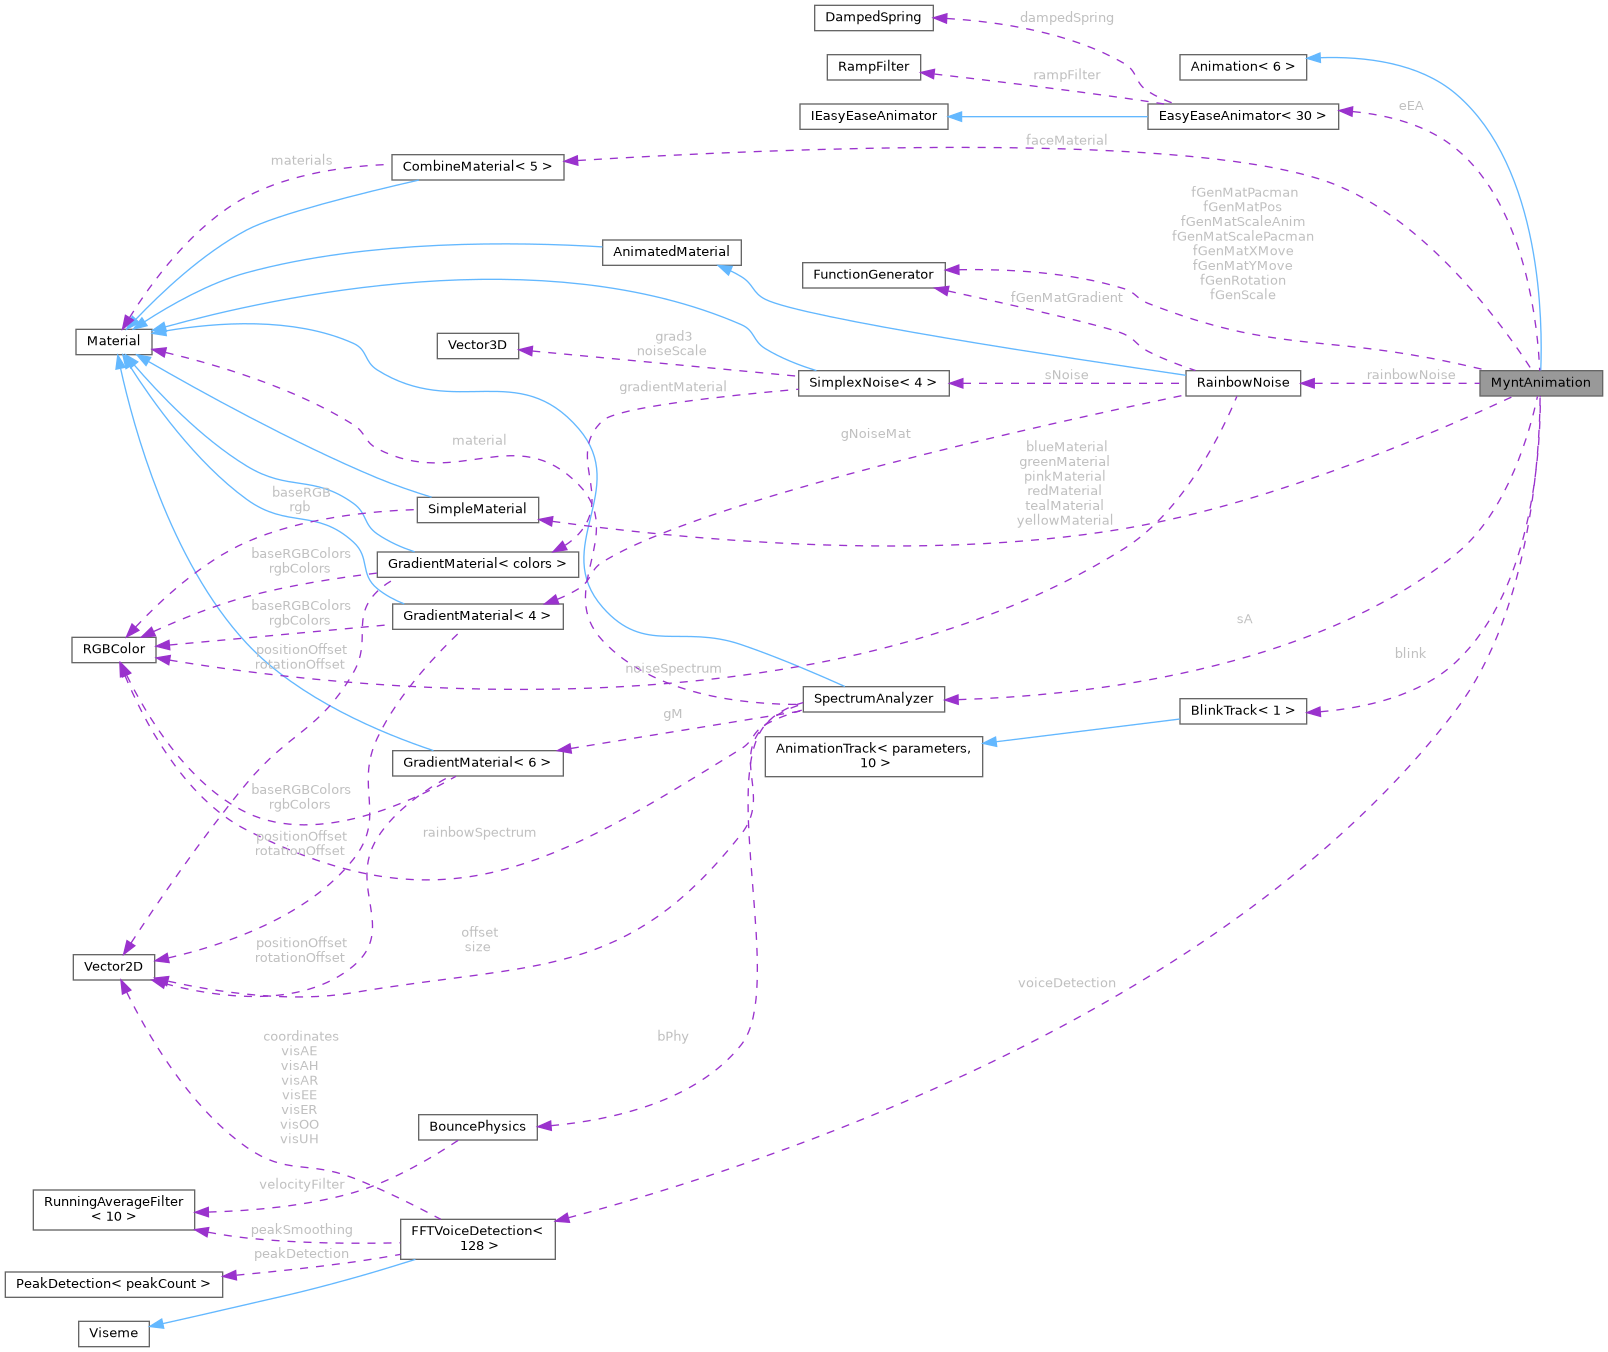 DampedSpring
dampedSpring
RampFilter
rampFilter
Animation< 6 >
IEasyEaseAnimator
EasyEaseAnimator< 30 >
eEA
faceMaterial
materials
CombineMaterial< 5 >
fGenMatPacman
fGenMatPos
fGenMatScaleAnim
fGenMatScalePacman
fGenMatXMove
fGenMatYMove
fGenRotation
fGenScale
AnimatedMaterial
FunctionGenerator
fGenMatGradient
Material
Vector3D
grad3
noiseScale
gradientMaterial
SimplexNoise< 4 >
sNoise
RainbowNoise
rainbowNoise
MyntAnimation
material
gNoiseMat
blueMaterial
greenMaterial
pinkMaterial
redMaterial
tealMaterial
yellowMaterial
baseRGB
rgb
SimpleMaterial
baseRGBColors
rgbColors
GradientMaterial< colors >
baseRGBColors
rgbColors
GradientMaterial< 4 >
RGBColor
positionOffset
rotationOffset
noiseSpectrum
sA
blink
SpectrumAnalyzer
gM
BlinkTrack< 1 >
AnimationTrack< parameters,
10 >
GradientMaterial< 6 >
baseRGBColors
rgbColors
positionOffset
rotationOffset
rainbowSpectrum
Vector2D
positionOffset
rotationOffset
offset
size
voiceDetection
coordinates
visAE
visAH
visAR
visEE
visER
visOO
visUH
bPhy
BouncePhysics
velocityFilter
RunningAverageFilter
< 10 >
peakSmoothing
FFTVoiceDetection<
128 >
peakDetection
PeakDetection< peakCount >
Viseme